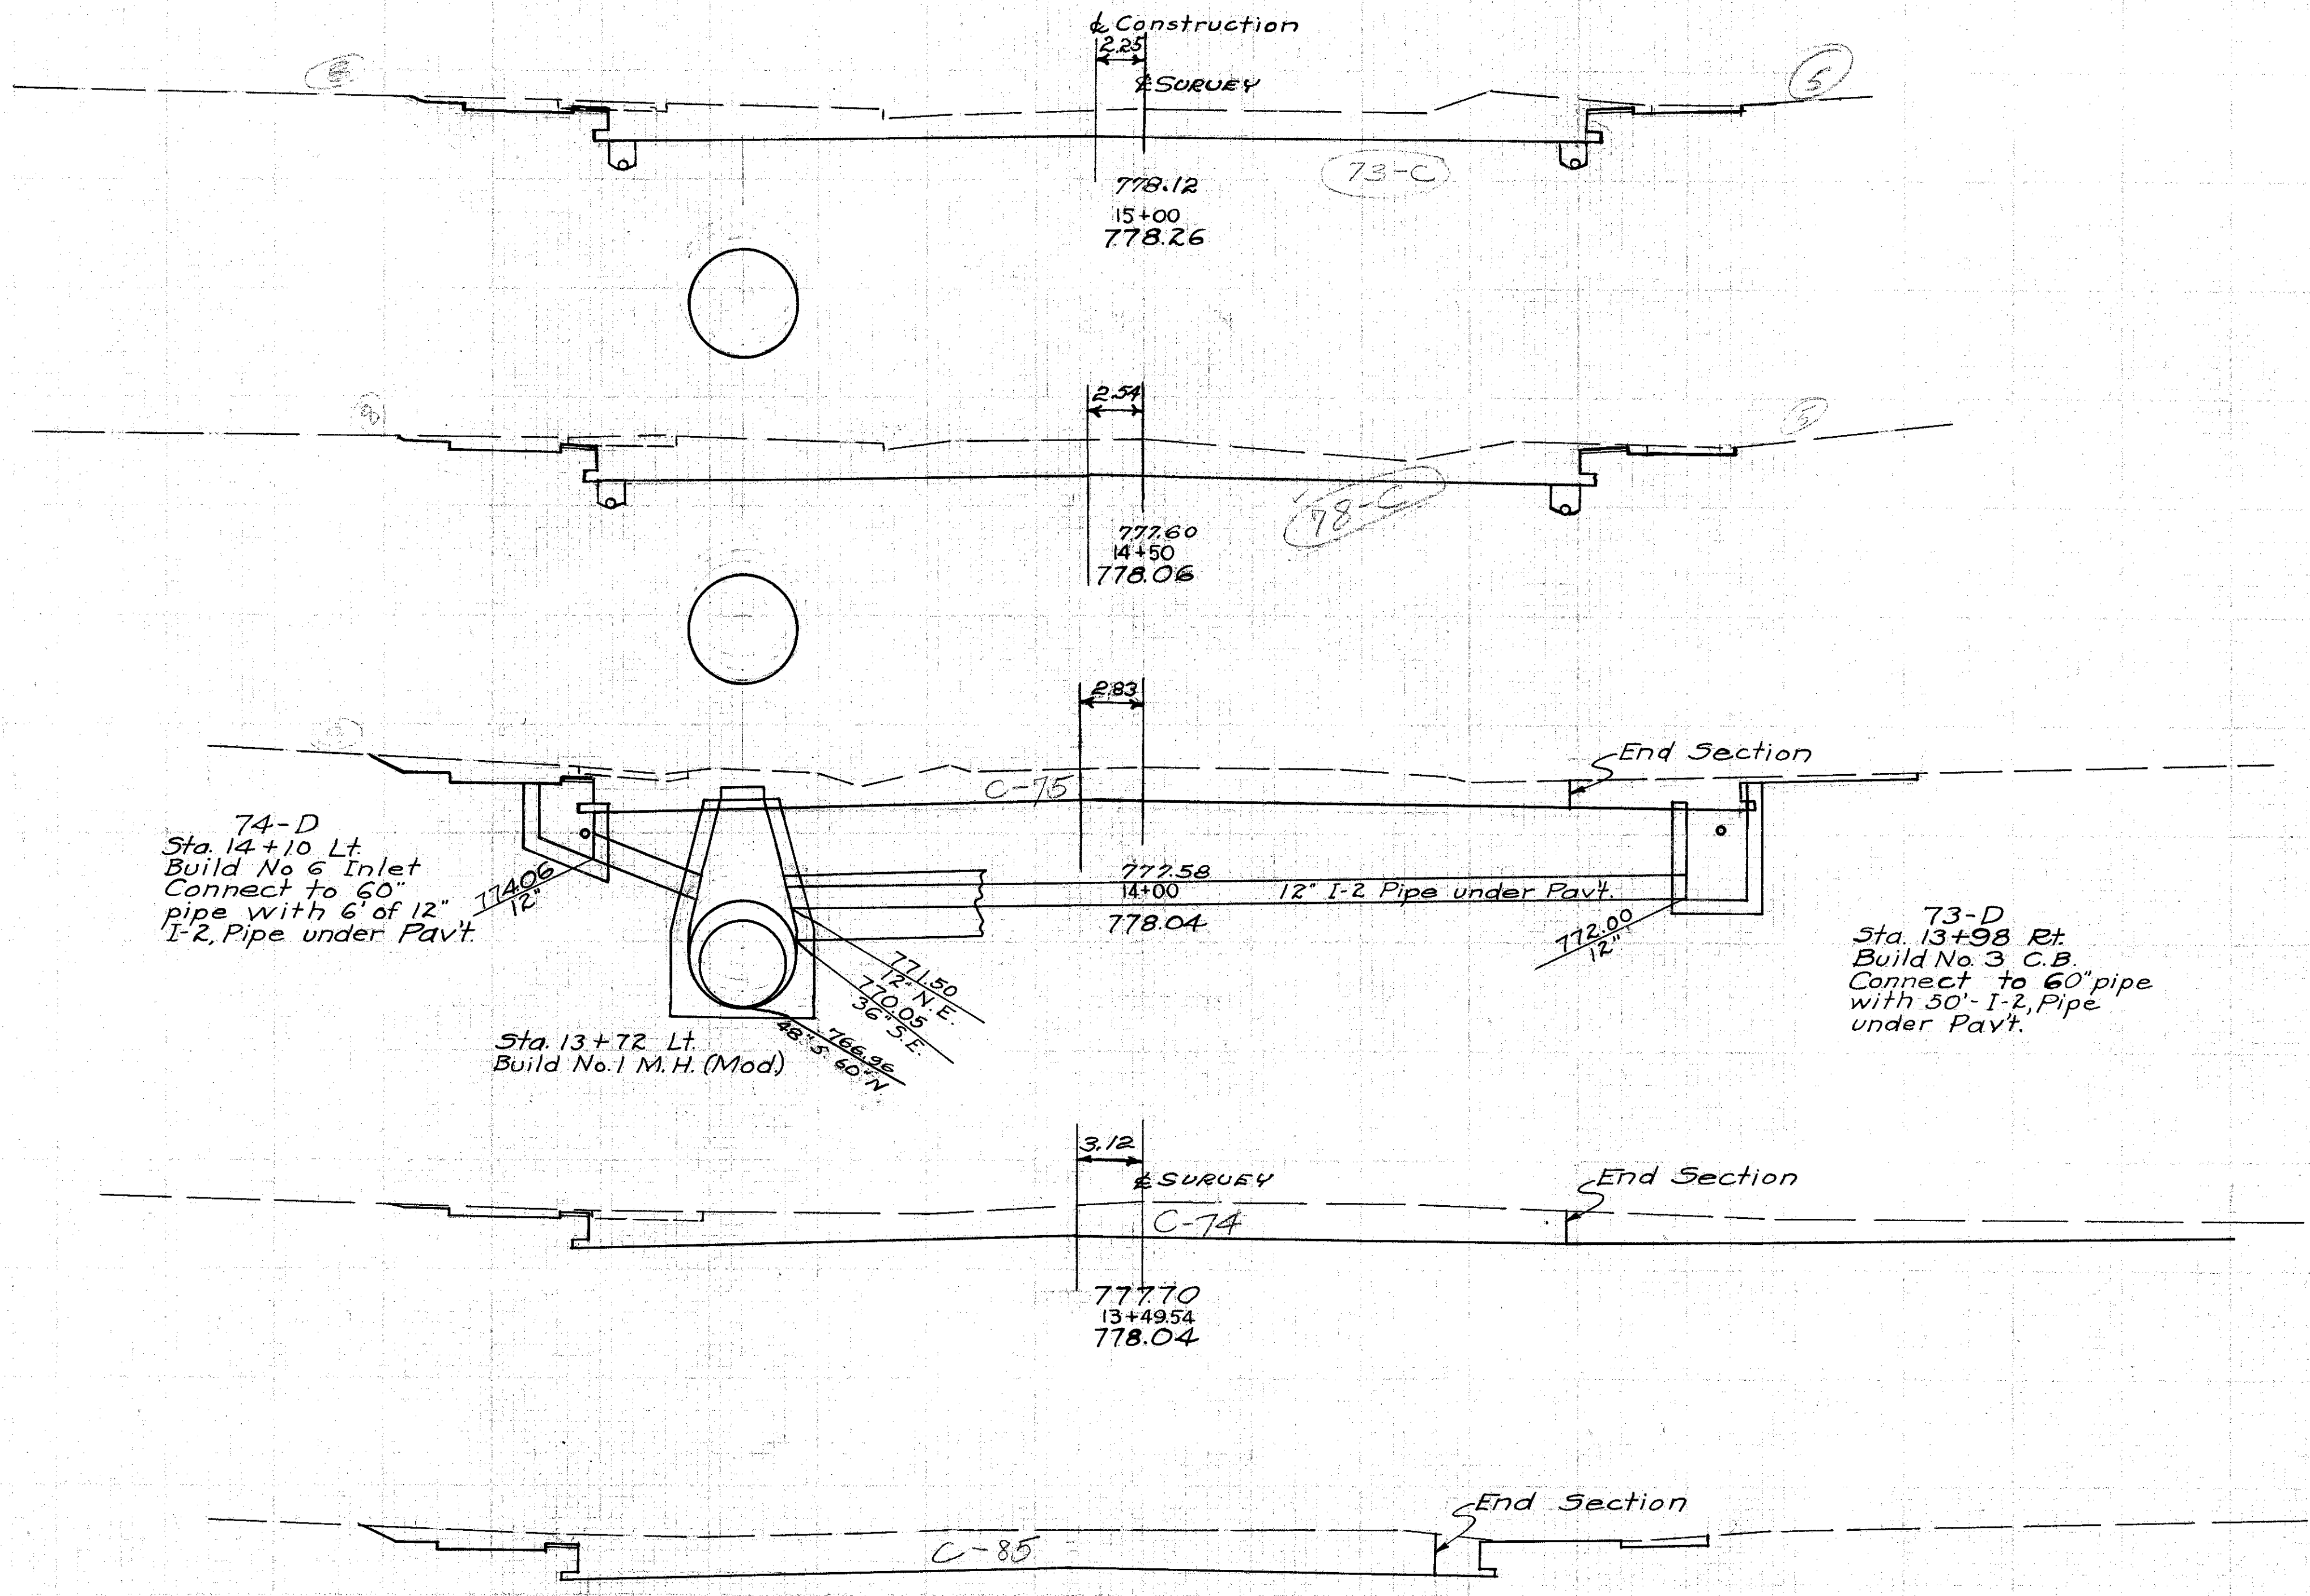 ℄ Construction
2.25
℄ SURVEY
5
73-C
778.12
15+00
778.26
2.54
5
78-C
777.60
14+50
778.06
2.83
End Section
C-75
74-D
Sta. 14+10 Lt.
Build No 6 Inlet
Connect to 60"
pipe with 6' of 12"
I-2, Pipe under Pav't.
774.06
12"
777.58
14+00
778.04
12" I-2 Pipe under Pav't.
772.00
12"
73-D
Sta. 13+98 Rt.
Build No. 3 C.B.
Connect to 60" pipe
with 50'- I-2, Pipe
under Pav't.
771.50
12" N.E.
770.05
36" S.E.
766.96
48" S. 60" N.
Sta. 13+72 Lt.
Build No. 1 M.H. (Mod.)
3.12
℄ SURVEY
End Section
C-74
777.70
13+49.54
778.04
End Section
C-85